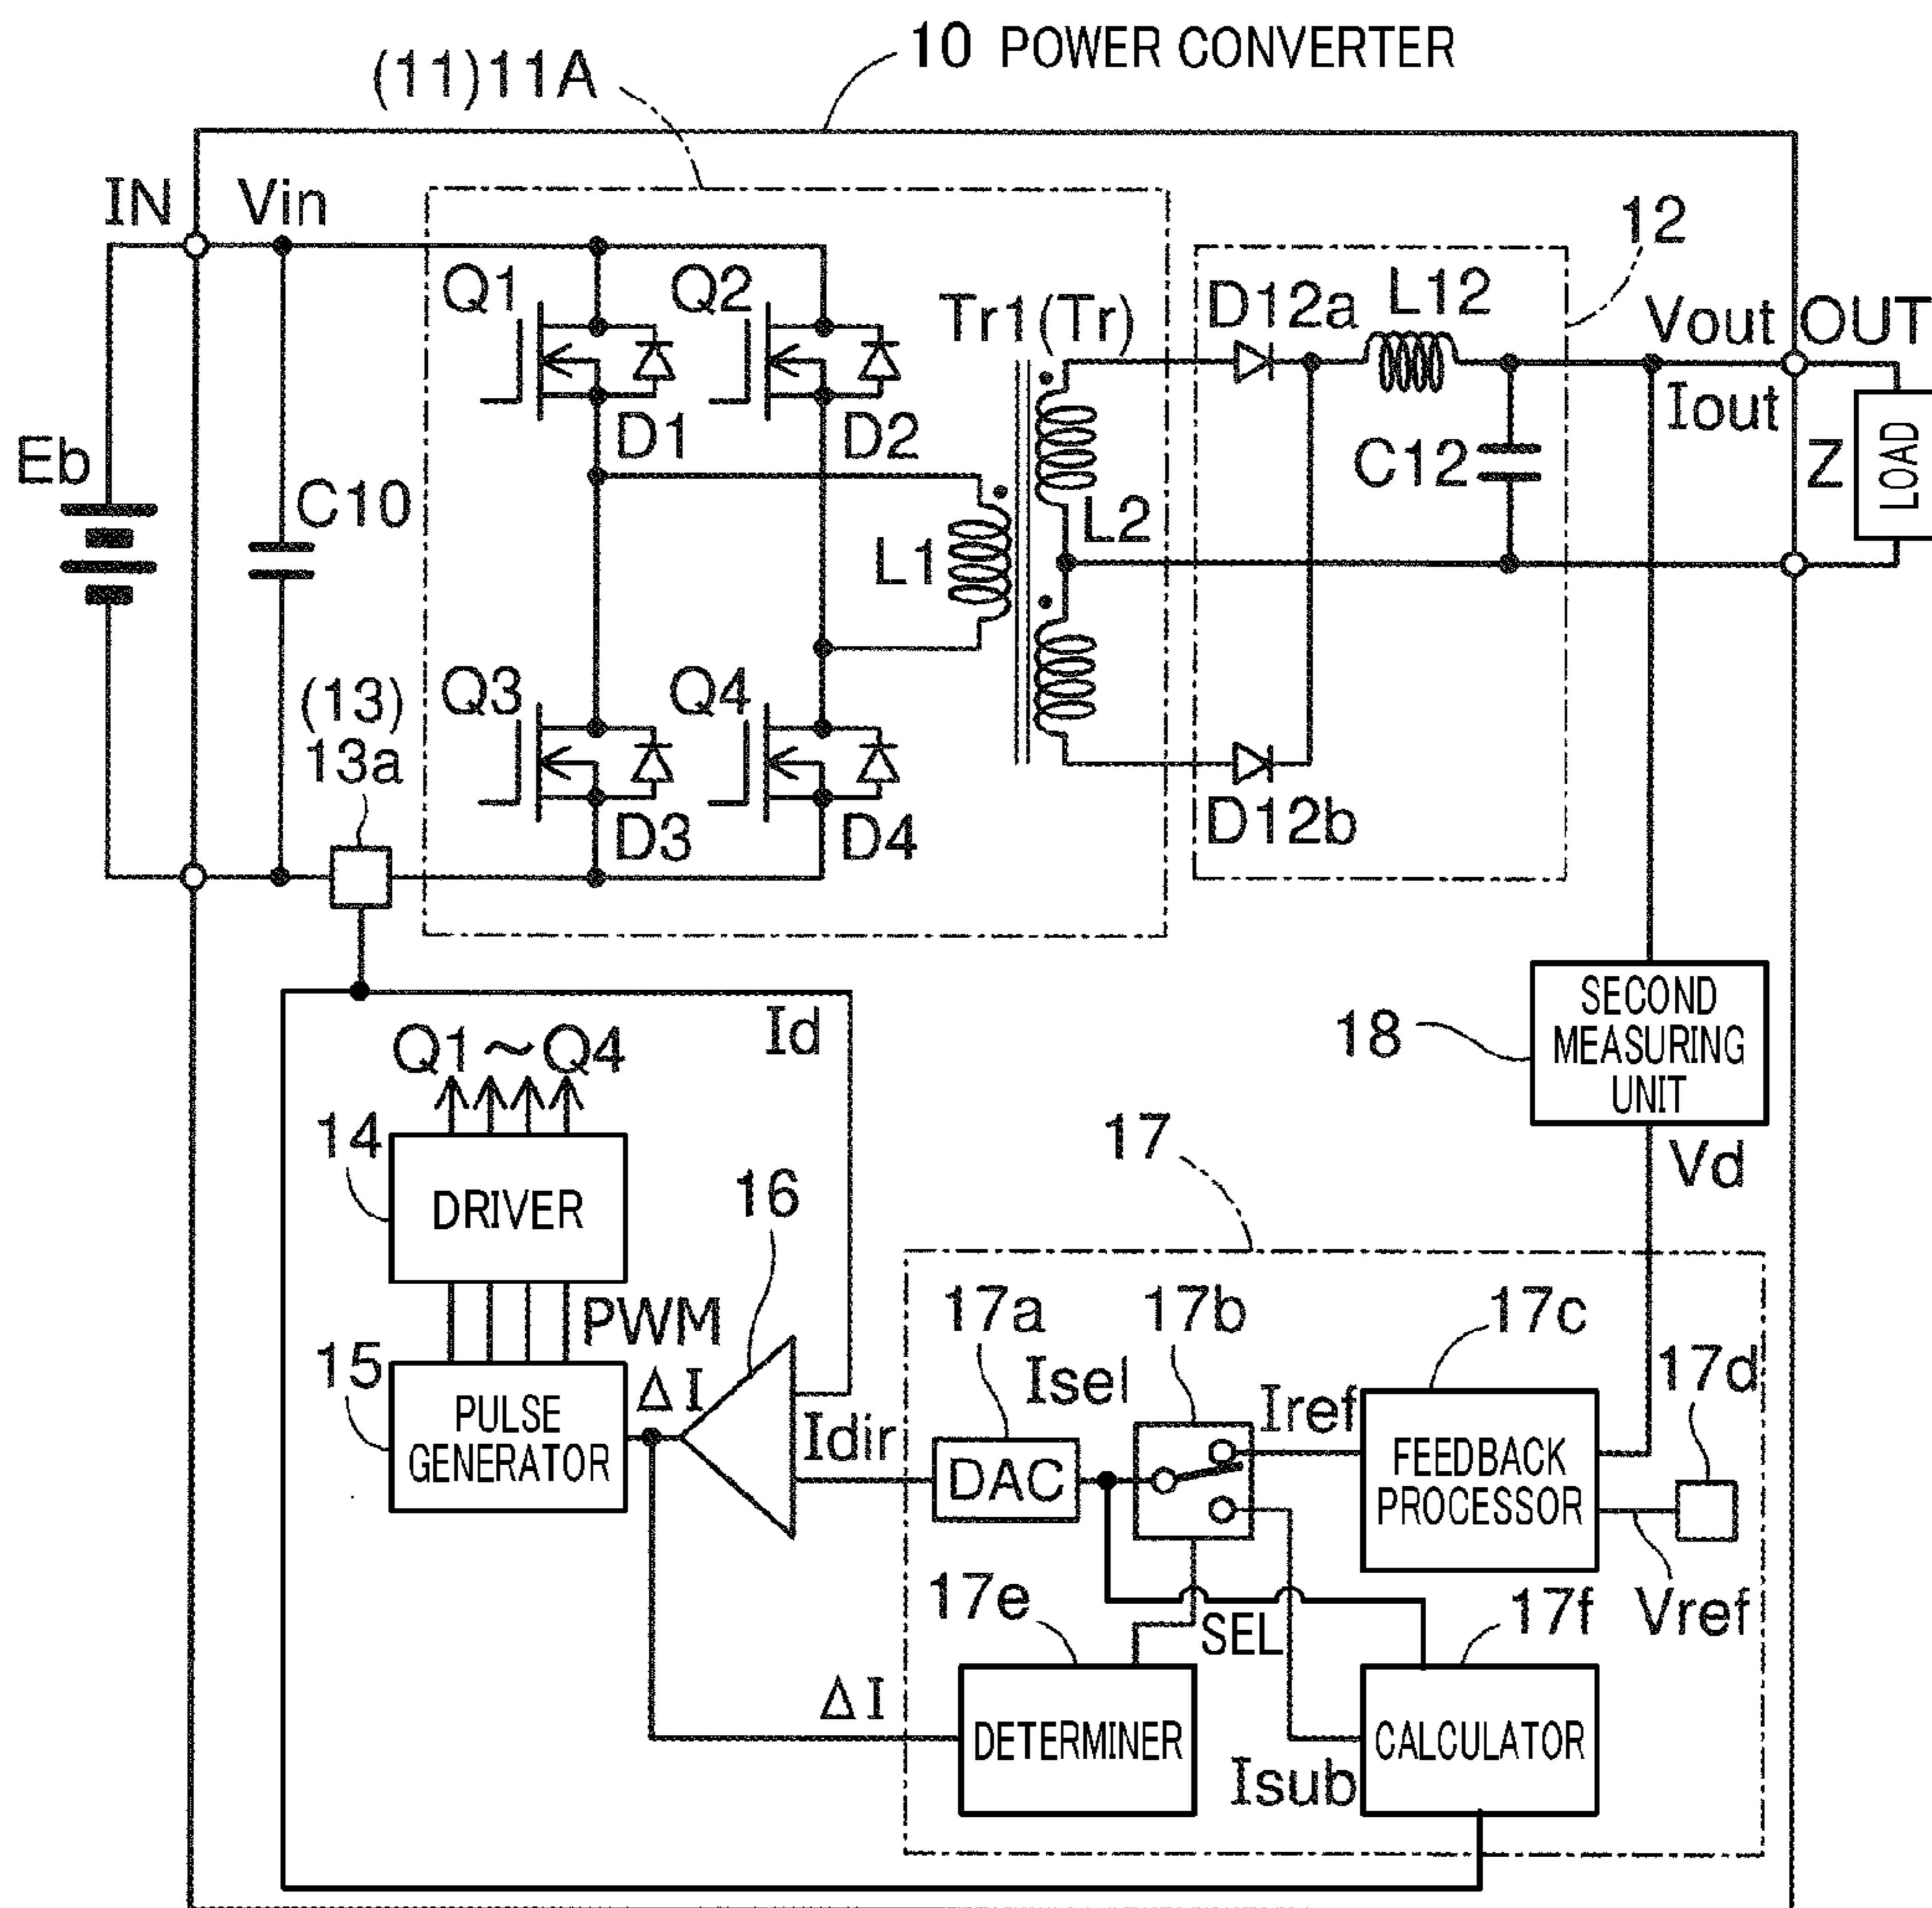 10 POWER CONVERTER
(11)11A
IN
Vin
12
Q1
Q2
Tr1(Tr)
D12a
L12
Vout
OUT
Iout
D1
D2
C12
Z
LOAD
Eb
C10
L1
L2
Q3
Q4
(13)
13a
D3
D4
D12b
Id
Q1~Q4
18
SECOND
MEASURING
UNIT
14
DRIVER
16
17
Vd
PWM
17a
17b
17c
17d
15
PULSE
GENERATOR
ΔI
Idir
Isel
DAC
Iref
FEEDBACK
PROCESSOR
Vref
17e
SEL
17f
ΔI
DETERMINER
Isub
CALCULATOR